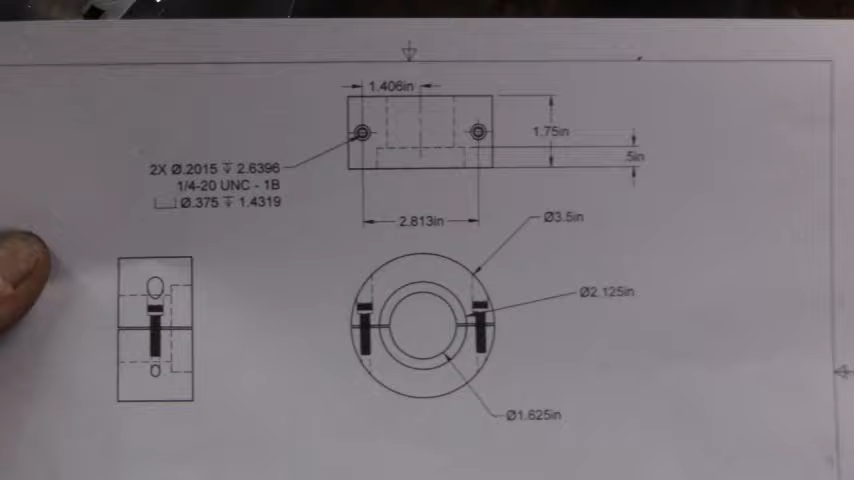 1.406in
1.75in
.5in
2X Ø.2015 ↧ 2.6396
1/4-20 UNC - 1B
⌴ Ø.375 ↧ 1.4319
2.813in
Ø3.5in
Ø2.125in
Ø1.625in